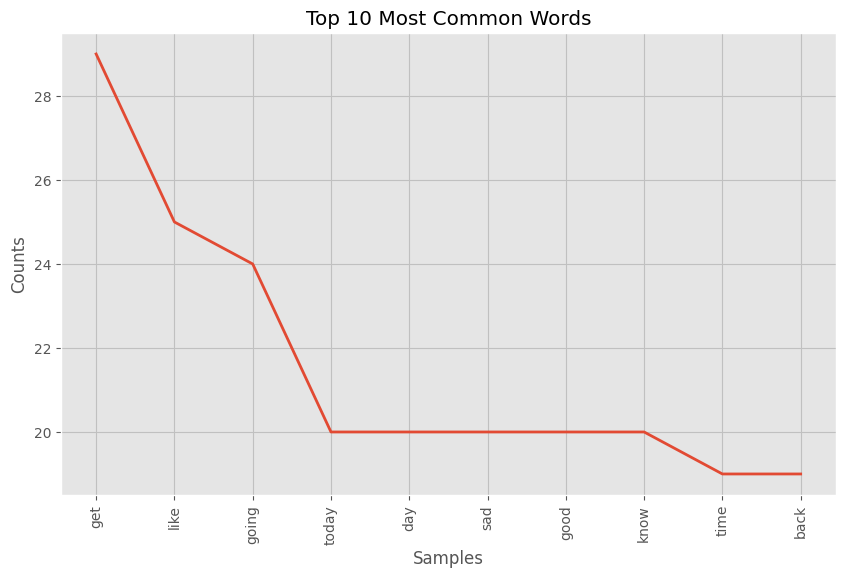 Top 10 Most Common Words
Counts
28
26
24
22
20
get
like
going
today
day
sad
good
know
time
back
Samples